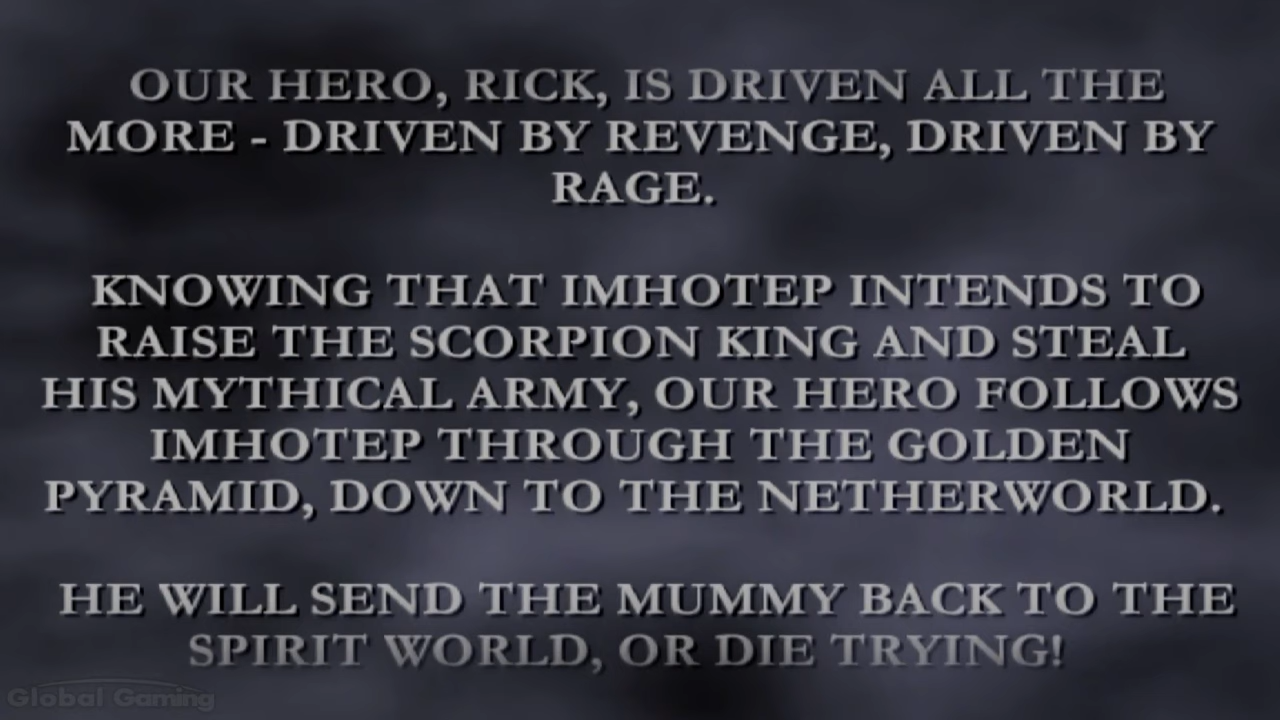 OUR HERO, RICK, IS DRIVEN ALL THE
MORE - DRIVEN BY REVENGE, DRIVEN BY
RAGE.
KNOWING THAT IMHOTEP INTENDS TO
RAISE THE SCORPION KING AND STEAL
HIS MYTHICAL ARMY, OUR HERO FOLLOWS
IMHOTEP THROUGH THE GOLDEN
PYRAMID, DOWN TO THE NETHERWORLD.
HE WILL SEND THE MUMMY BACK TO THE
SPIRIT WORLD, OR DIE TRYING!
Global Gaming